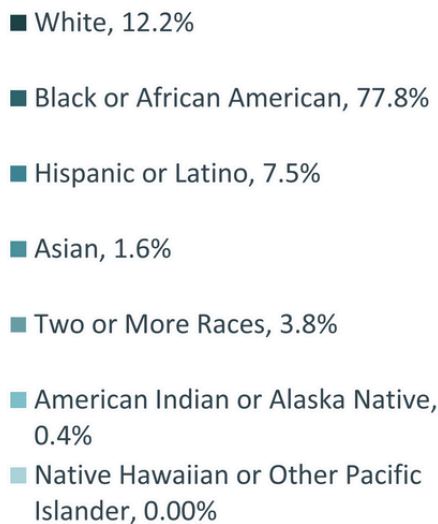 White, 12.2%
Black or African American, 77.8%
Hispanic or Latino, 7.5%
Asian, 1.6%
Two or More Races, 3.8%
American Indian or Alaska Native,
0.4%
Native Hawaiian or Other Pacific
Islander, 0.00%